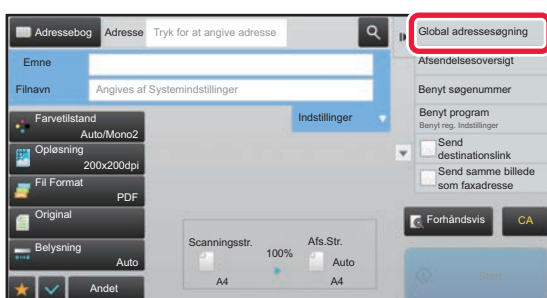 Adressebog
Adresse
Tryk for at angive adresse
Emne
Filnavn
Angives af Systemindstillinger
Indstillinger
Farvetilstand
Auto/Mono2
Opløsning
200x200dpi
Fil Format
PDF
Original
Belysning
Auto
Andet
Scanningsstr.
A4
100%
Afs.Str.
Auto
A4
Global adressesøgning
Afsendelsesoversigt
Benyt søgenummer
Benyt program
Benyt reg. Indstillinger
Send
destinationslink
Send samme billede
som faxadresse
Forhåndsvis
CA
Start